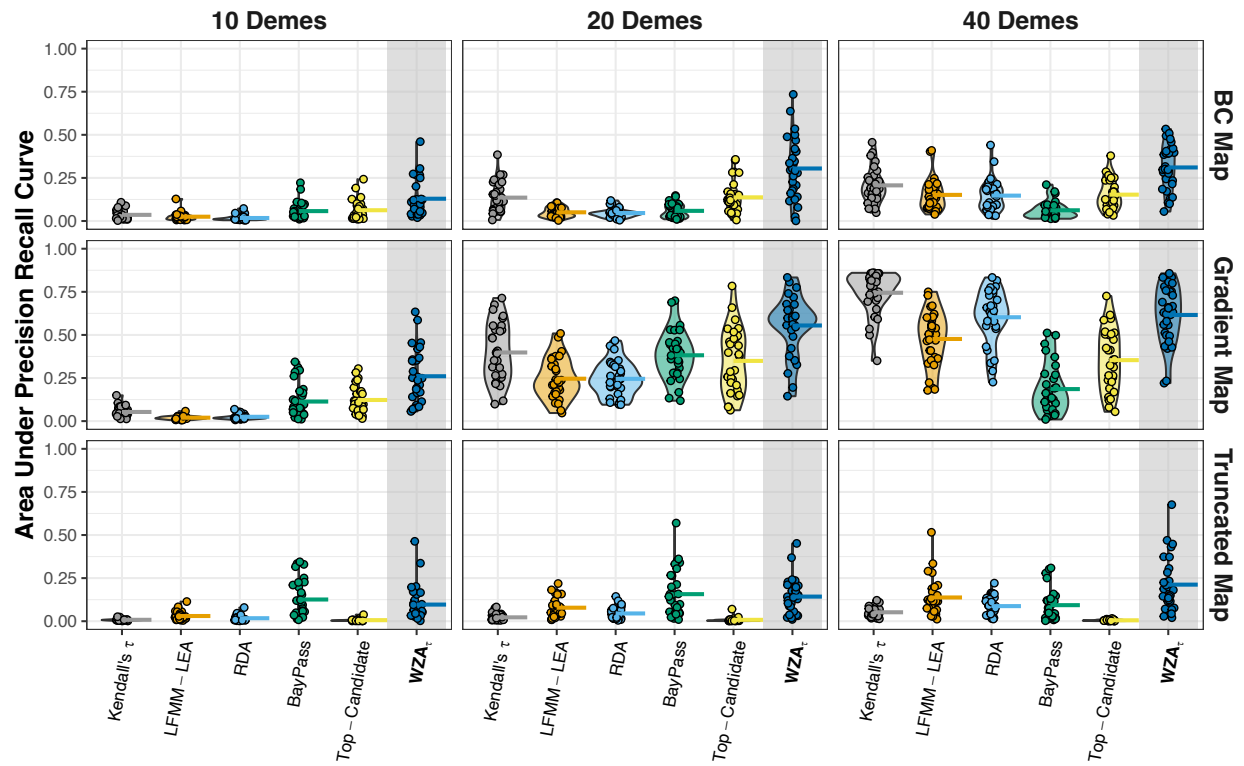 10 Demes
20 Demes
40 Demes
Area Under Precision Recall Curve
1.00
0.75
0.50
0.25
0.00
BC Map
1.00
0.75
0.50
0.25
0.00
Gradient Map
1.00
0.75
0.50
0.25
0.00
Truncated Map
Kendall's τ
LFMM – LEA
RDA
BayPass
Top – Candidate
WZAτ
Kendall's τ
LFMM – LEA
RDA
BayPass
Top – Candidate
WZAτ
Kendall's τ
LFMM – LEA
RDA
BayPass
Top – Candidate
WZAτ